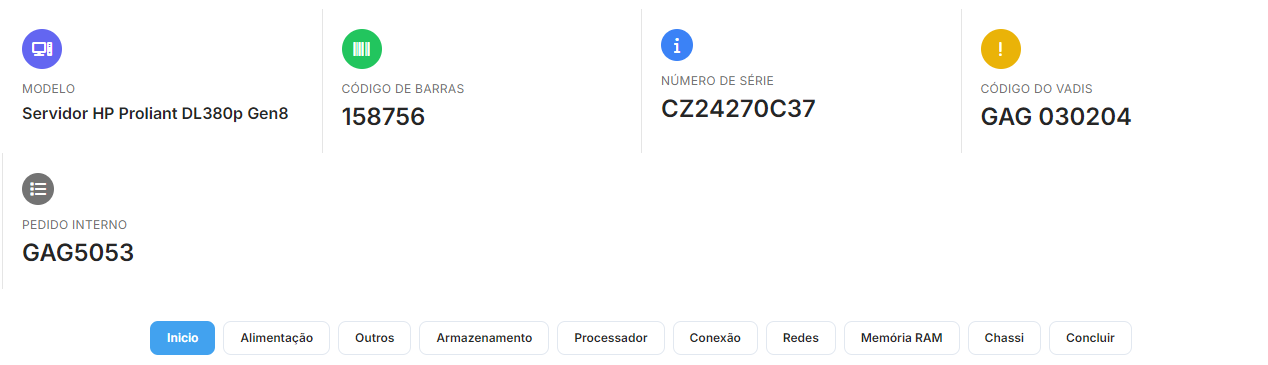 MODELO
Servidor HP Proliant DL380p Gen8
CÓDIGO DE BARRAS
158756
NÚMERO DE SÉRIE
CZ24270C37
CÓDIGO DO VADIS
GAG 030204
PEDIDO INTERNO
GAG5053
Inicio Alimentação Outros Armazenamento Processador Conexão Redes Memória RAM Chassi Concluir